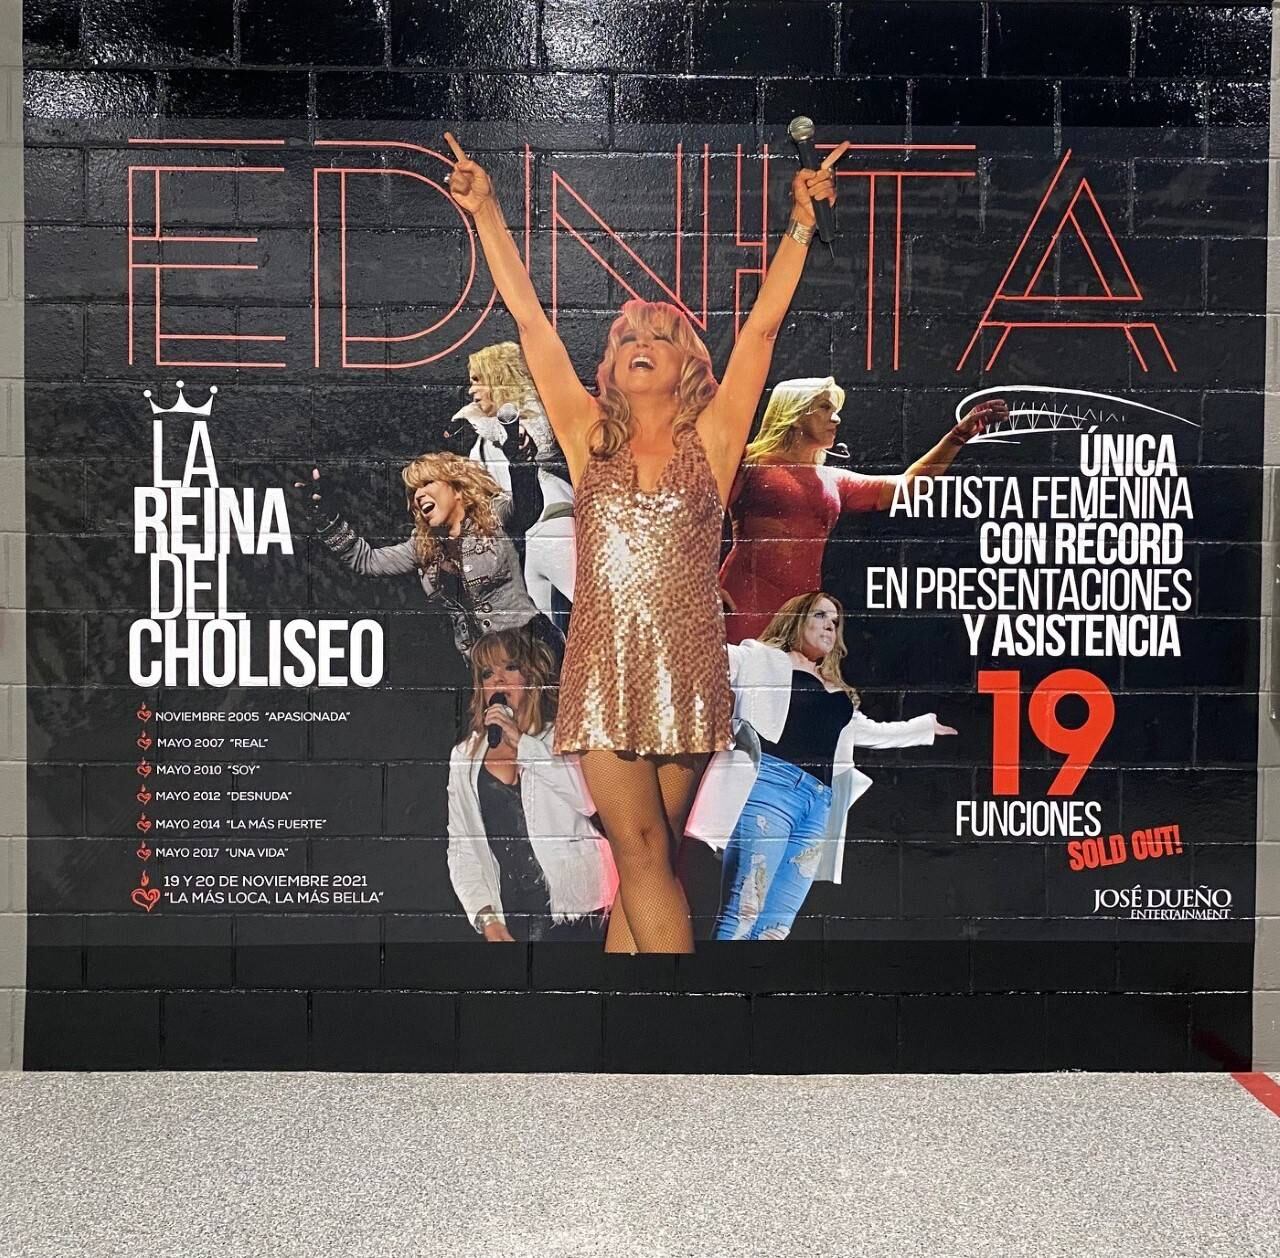 EDNITA
LA
REINA
DEL
CHOLISEO
NOVIEMBRE 2005 "APASIONADA"
MAYO 2007 "REAL"
MAYO 2010 "SOY"
MAYO 2012 "DESNUDA"
MAYO 2014 "LA MÁS FUERTE"
MAYO 2017 "UNA VIDA"
19 Y 20 DE NOVIEMBRE 2021
"LA MÁS LOCA, LA MÁS BELLA"
ÚNICA
ARTISTA FEMENINA
CON RÉCORD
EN PRESENTACIONES
Y ASISTENCIA
19
FUNCIONES
SOLD OUT!
JOSÉ DUEÑO
ENTERTAINMENT